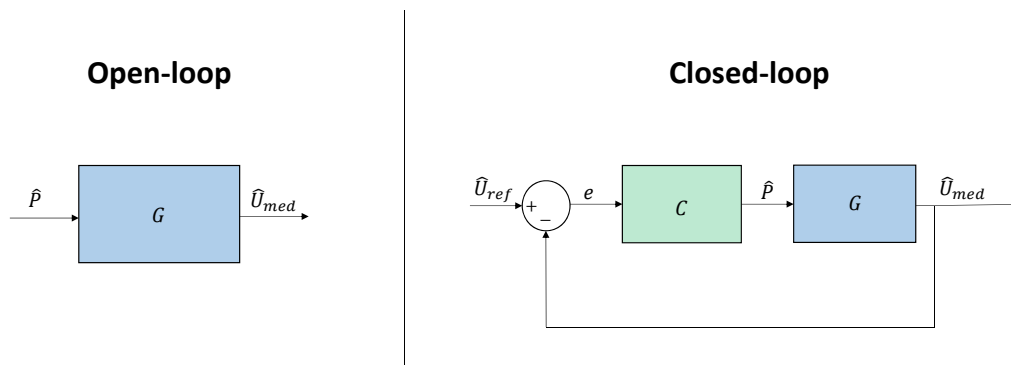 Open-loop
P̂
G
Û_med
Closed-loop
Û_ref
+
−
e
C
P̂
G
Û_med